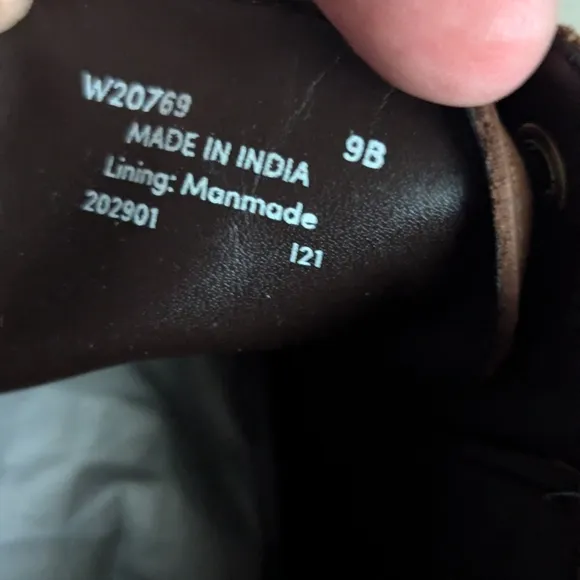 W20769
MADE IN INDIA 9B
Lining: Manmade
202901
I21